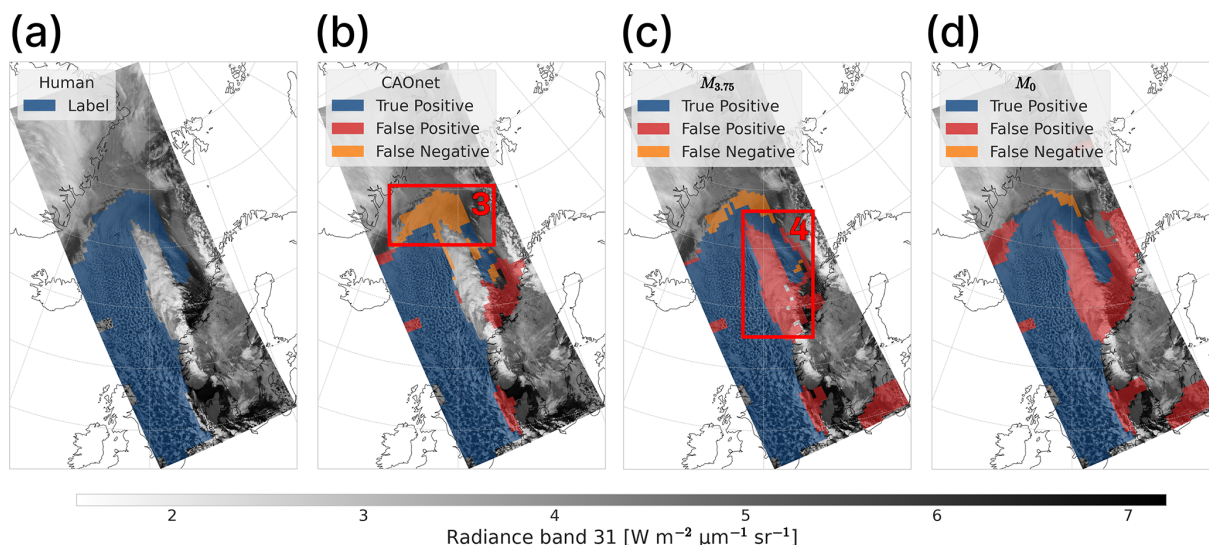 (a) (b) (c) (d)
Human
Label
CAOnet
True Positive
False Positive
False Negative
3
M3.75
True Positive
False Positive
False Negative
4
M0
True Positive
False Positive
False Negative
2 3 4 5 6 7
Radiance band 31 [W m⁻² μm⁻¹ sr⁻¹]